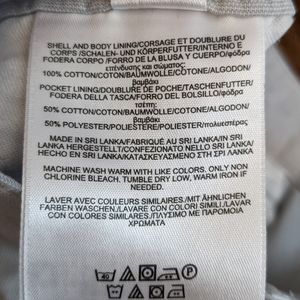 SHELL AND BODY LINING/CORSAGE ET DOUBLURE DU
CORPS /SCHALEN- UND KÖRPERFUTTER/INTERNO E
FODERA CORPO /FORRO DE LA BLUSA Y CUERPO/φόδρα
επένδυσης και σώματος
100% COTTON/COTON/BAUMWOLLE/COTONE/ALGODON/
βαμβάκι
POCKET LINING/DOUBLURE DE POCHE/TASCHENFUTTER/
FODERA DELLA TASCA/FORRO DEL BOLSILLO/φόδρα
τσέπης:
50% COTTON/COTON/BAUMWOLLE/COTONE/ALGODON/
βαμβάκι
50% POLYESTER/POLYESTERE/POLIESTER/πολυεστέρας
MADE IN SRI LANKA/FABRIQUÉ AU SRI LANKA/IN SRI
LANKA HERGESTELLT/CONFEZIONATO NELLO SRI LANKA/
HECHO EN SRI LANKA/ΚΑΤΑΣΚΕΥΑΖΕΤΑΙ ΣΤΗ ΣΡΙ ΛΑΝΚΑ
MACHINE WASH WARM WITH LIKE COLORS. ONLY NON
CHLORINE BLEACH. TUMBLE DRY LOW, WARM IRON IF
NEEDED.
LAVER AVEC COULEURS SIMILAIRES./MIT ÄHNLICHEN
FARBEN WASCHEN./LAVARE CON COLORI SIMILI./LAVAR
CON COLORES SIMILARES./ΠΛΥΣΙΜΟ ΜΕ ΠΑΡΟΜΟΙΑ
ΧΡΩΜΑΤΑ
40